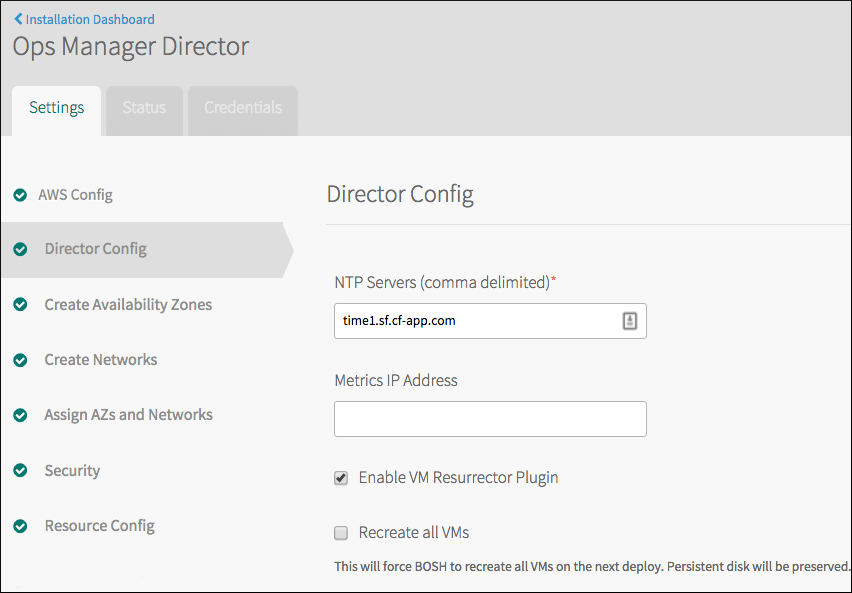 Installation Dashboard
Ops Manager Director
Settings
Status
Credentials
AWS Config
Director Config
Create Availability Zones
Create Networks
Assign AZs and Networks
Security
Resource Config
Director Config
NTP Servers (comma delimited)*
time1.sf.cf-app.com
Metrics IP Address
Enable VM Resurrector Plugin
Recreate all VMs
This will force BOSH to recreate all VMs on the next deploy. Persistent disk will be preserved.